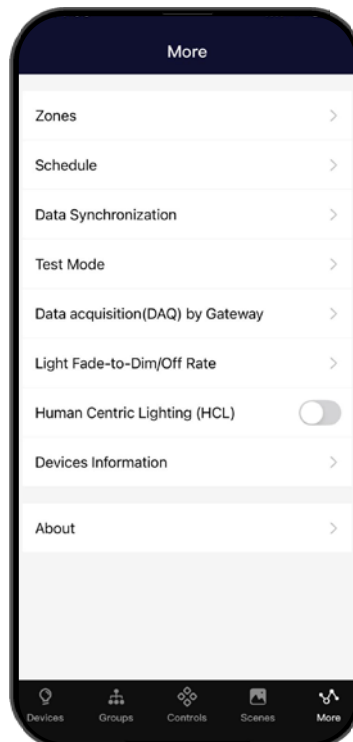 More
Zones
Schedule
Data Synchronization
Test Mode
Data acquisition(DAQ) by Gateway
Light Fade-to-Dim/Off Rate
Human Centric Lighting (HCL)
Devices Information
About
Devices Groups Controls Scenes More